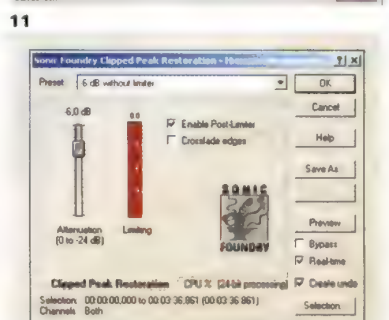 11
Sonic Foundry Clipped Peak Restoration -
Preset: 6 dB without limiter
OK
Cancel
Help
Save As
-6,0 dB
0.0
Enable Post-Limiter
Crossfade edges
Attenuation
(0 to -24 dB)
Limiting
SONIC
FOUNDRY
Preview
Bypass
Real-time
Create undo
Clipped Peak Restoration
CPU % (24-bit processing)
Selection: 00:00:00,000 to 00:03:36,861 (00:03:36,861)
Channels: Both
Selection